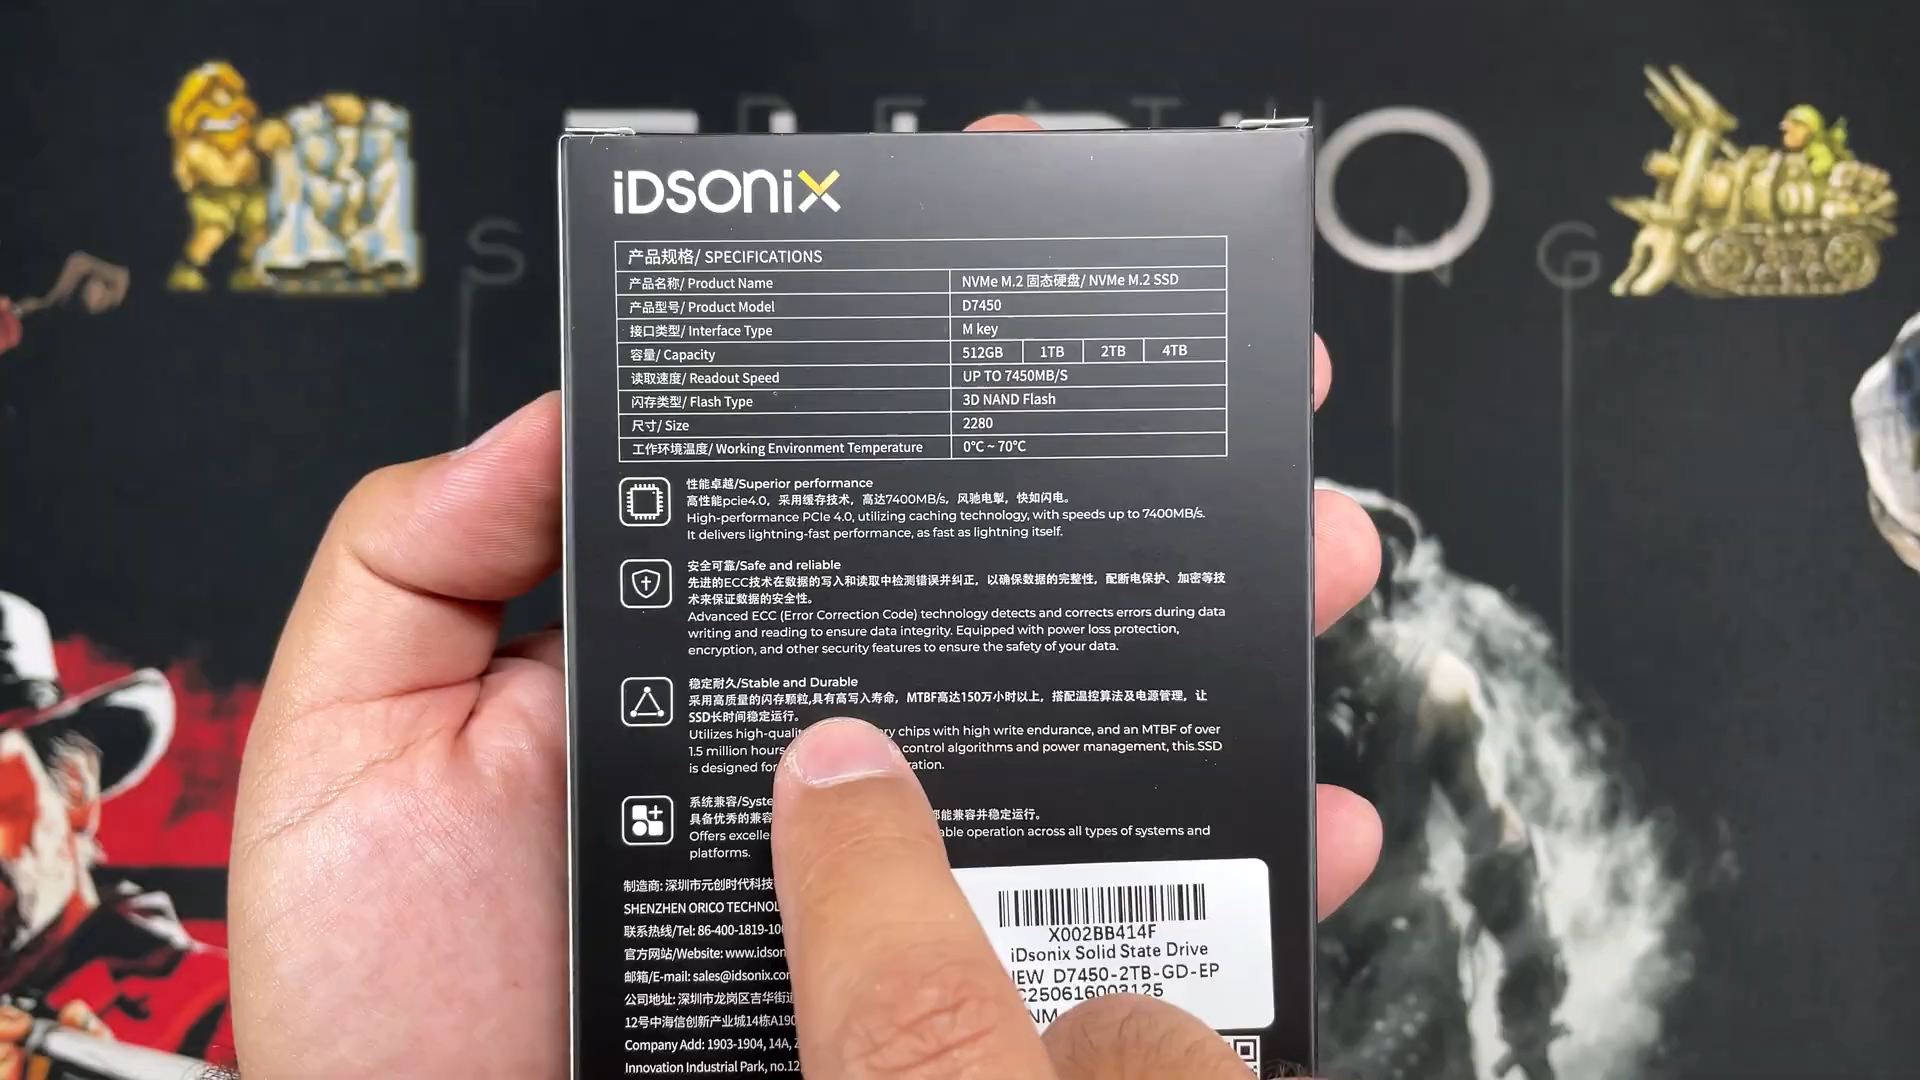 iDsonix
产品规格/ SPECIFICATIONS
产品名称/ Product Name NVMe M.2 固态硬盘/ NVMe M.2 SSD
产品型号/ Product Model D7450
接口类型/ Interface Type M key
容量/ Capacity 512GB 1TB 2TB 4TB
读取速度/ Readout Speed UP TO 7450MB/S
闪存类型/ Flash Type 3D NAND Flash
尺寸/ Size 2280
工作环境温度/ Working Environment Temperature 0℃ ~ 70℃
性能卓越/Superior performance
高性能pcie4.0，采用缓存技术，高达7400MB/s，风驰电掣，快如闪电。
High-performance PCIe 4.0, utilizing caching technology, with speeds up to 7400MB/s.
It delivers lightning-fast performance, as fast as lightning itself.
安全可靠/Safe and reliable
先进的ECC技术在数据的写入和读取中检测错误并纠正，以确保数据的完整性，配断电保护、加密等技
术来保证数据的安全性。
Advanced ECC (Error Correction Code) technology detects and corrects errors during data
writing and reading to ensure data integrity. Equipped with power loss protection,
encryption, and other security features to ensure the safety of your data.
稳定耐久/Stable and Durable
采用高质量的闪存颗粒,具有高写入寿命，MTBF高达150万小时以上，搭配温控算法及电源管理，让
SSD长时间稳定运行。
Utilizes chips with high write endurance, and an MTBF of over
1.5 million hours control algorithms and power management, this SSD
is designed for
系统兼容
具备优秀的兼容 都能兼容并稳定运行。
Offers operation across all types of systems and
platforms.
制造商: 深圳市元创时代科技
SHENZHEN ORICO
联系热线/Tel: 86-400-1819-10
官方网站/Website: www.idson
邮箱/E-mail: sales@idsonix.co
公司地址: 深圳市龙岗区吉华街道
12号中海信创新产业城14栋A190
Company Add: 1903-1904, 14A,
Innovation Industrial Park, no.12
X002BB414F
iDsonix Solid State Drive
D7450-2TB-GD-EP
C250616003125
S
N G